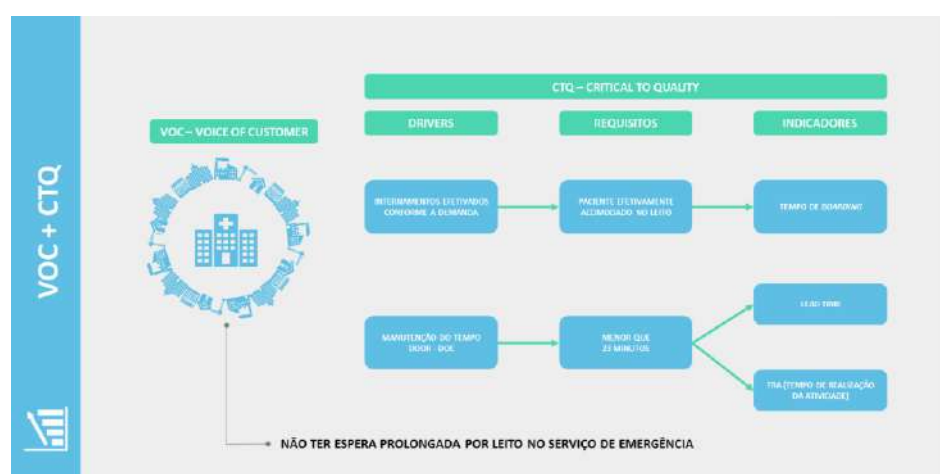 VOC + CTQ
CTQ – CRITICAL TO QUALITY
VOC – VOICE OF CUSTOMER
DRIVERS
REQUISITOS
INDICADORES
INTERNAMENTOS EFETIVADOS
CONFORME A DEMANDA
PACIENTE EFETIVAMENTE
ACOMODADO NO LEITO
TEMPO DE BOARDING
MANUTENÇÃO DO TEMPO
DOOR - DOC
MENOR QUE
23 MINUTOS
LEAD TIME
TRA (TEMPO DE REALIZAÇÃO
DA ATIVIDADE)
NÃO TER ESPERA PROLONGADA POR LEITO NO SERVIÇO DE EMERGÊNCIA